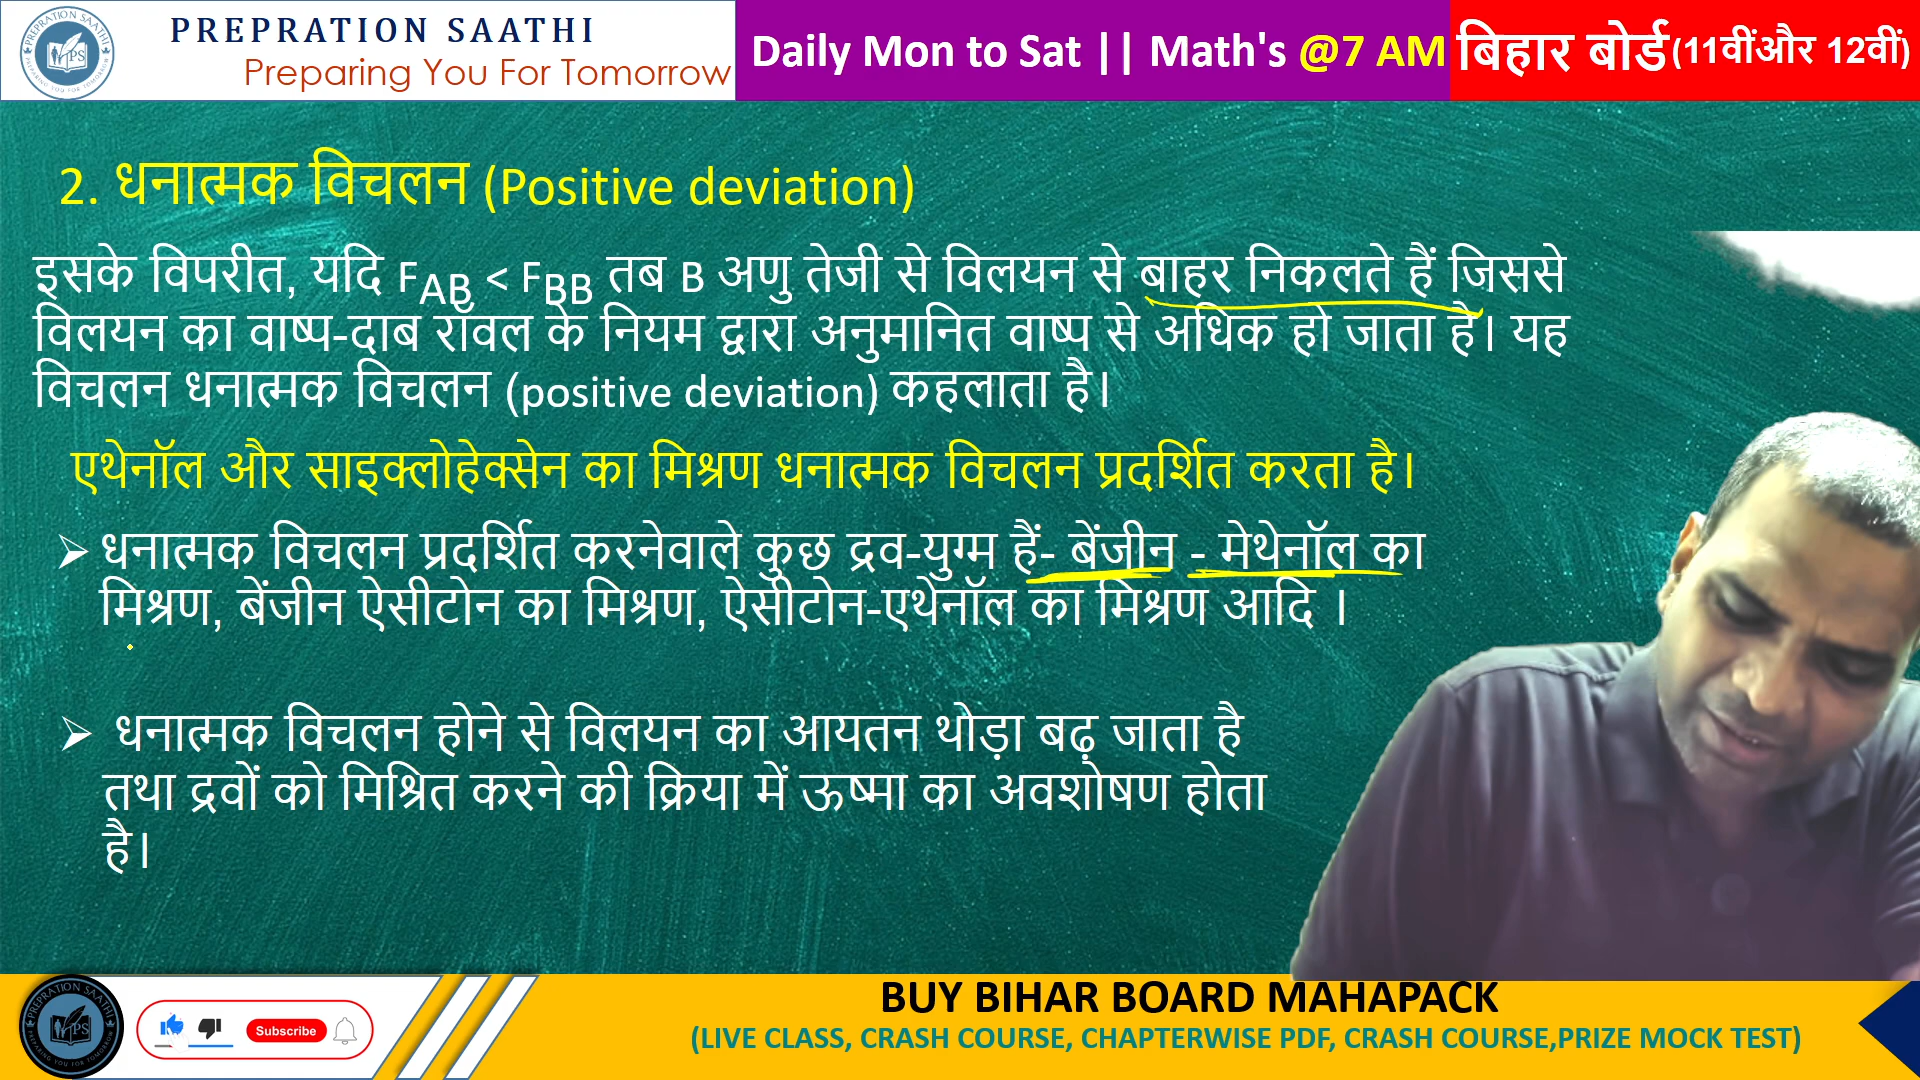 PREPRATION SAATHI
Preparing You For Tomorrow
Daily Mon to Sat || Math's @7 AM
बिहार बोर्ड(11वींऔर 12वीं)
2. धनात्मक विचलन (Positive deviation)
इसके विपरीत, यदि FAB < FBB तब B अणु तेजी से विलयन से बाहर निकलते हैं जिससे
विलयन का वाष्प-दाब रॉवल के नियम द्वारा अनुमानित वाष्प से अधिक हो जाता है। यह
विचलन धनात्मक विचलन (positive deviation) कहलाता है।
एथेनॉल और साइक्लोहेक्सेन का मिश्रण धनात्मक विचलन प्रदर्शित करता है।
➢ धनात्मक विचलन प्रदर्शित करनेवाले कुछ द्रव-युग्म हैं- बेंजीन - मेथेनॉल का
मिश्रण, बेंजीन ऐसीटोन का मिश्रण, ऐसीटोन-एथेनॉल का मिश्रण आदि ।
➢ धनात्मक विचलन होने से विलयन का आयतन थोड़ा बढ़ जाता है
तथा द्रवों को मिश्रित करने की क्रिया में ऊष्मा का अवशोषण होता
है।
Subscribe
BUY BIHAR BOARD MAHAPACK
(LIVE CLASS, CRASH COURSE, CHAPTERWISE PDF, CRASH COURSE,PRIZE MOCK TEST)